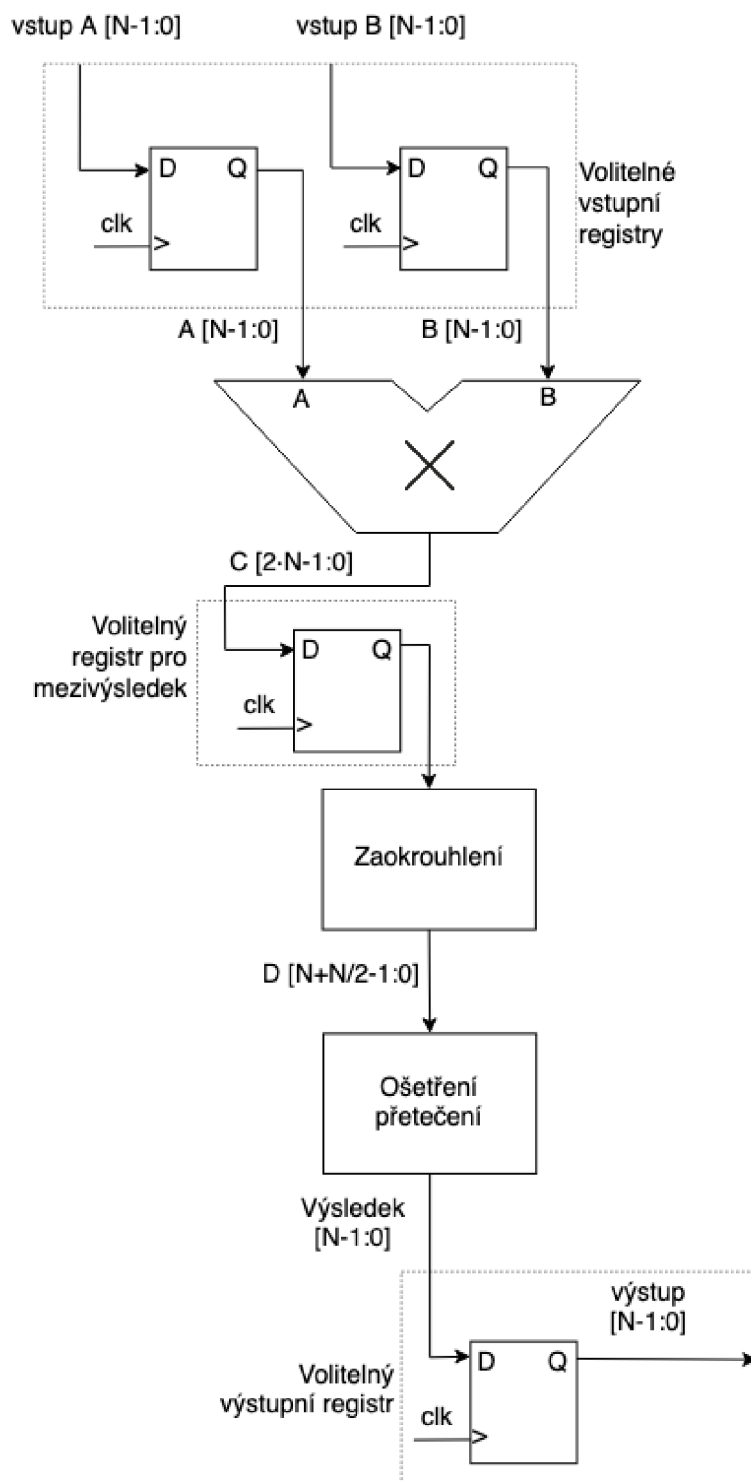 vstup A [N-1:0]
vstup B [N-1:0]
D Q
clk
D Q
clk
Volitelné
vstupní
registry
A [N-1:0]
B [N-1:0]
A
B
C [2·N-1:0]
Volitelný
registr pro
mezivýsledek
D Q
clk
Zaokrouhlení
D [N+N/2-1:0]
Ošetření
přetečení
Výsledek
[N-1:0]
výstup
[N-1:0]
D Q
Volitelný
výstupní registr
clk